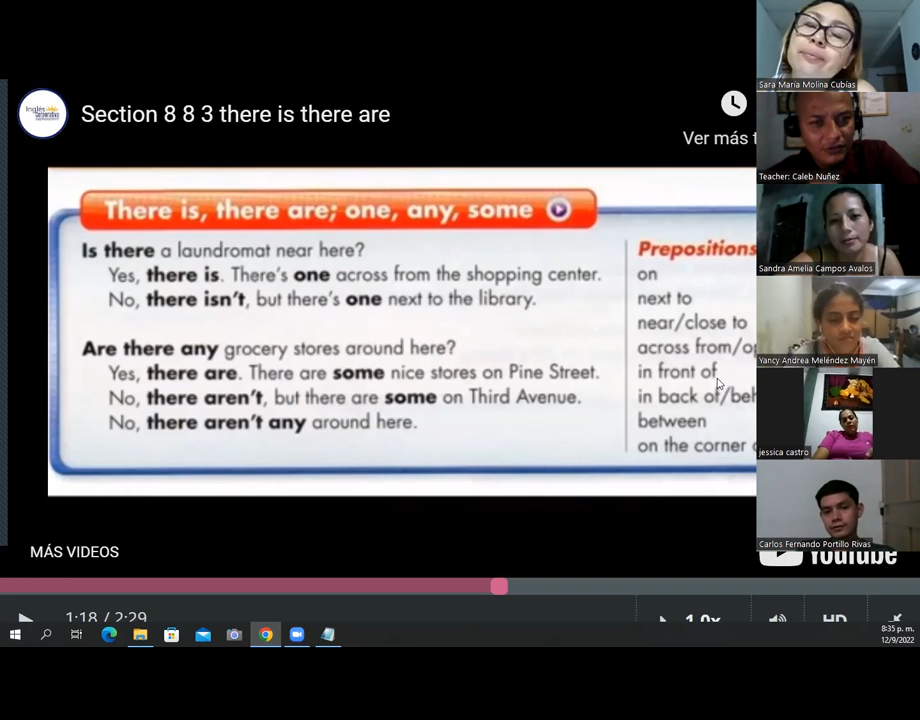 Inglés
Corporativo
Section 8 8 3 there is there are
Ver más
There is, there are; one, any, some
Is there a laundromat near here?
Yes, there is. There's one across from the shopping center.
No, there isn't, but there's one next to the library.
Are there any grocery stores around here?
Yes, there are. There are some nice stores on Pine Street.
No, there aren't, but there are some on Third Avenue.
No, there aren't any around here.
Prepositions
on
next to
near/close to
across from/op
in front of
in back of/beh
between
on the corner
MÁS VIDEOS
YouTube
1:18 / 2:29
1.0x
HD
Sara María Molina Cubías
Teacher: Caleb Nuñez
Sandra Amelia Campos Avalos
Yancy Andrea Meléndez Mayén
jessica castro
Carlos Fernando Portillo Rivas
8:35 p. m.
12/9/2022